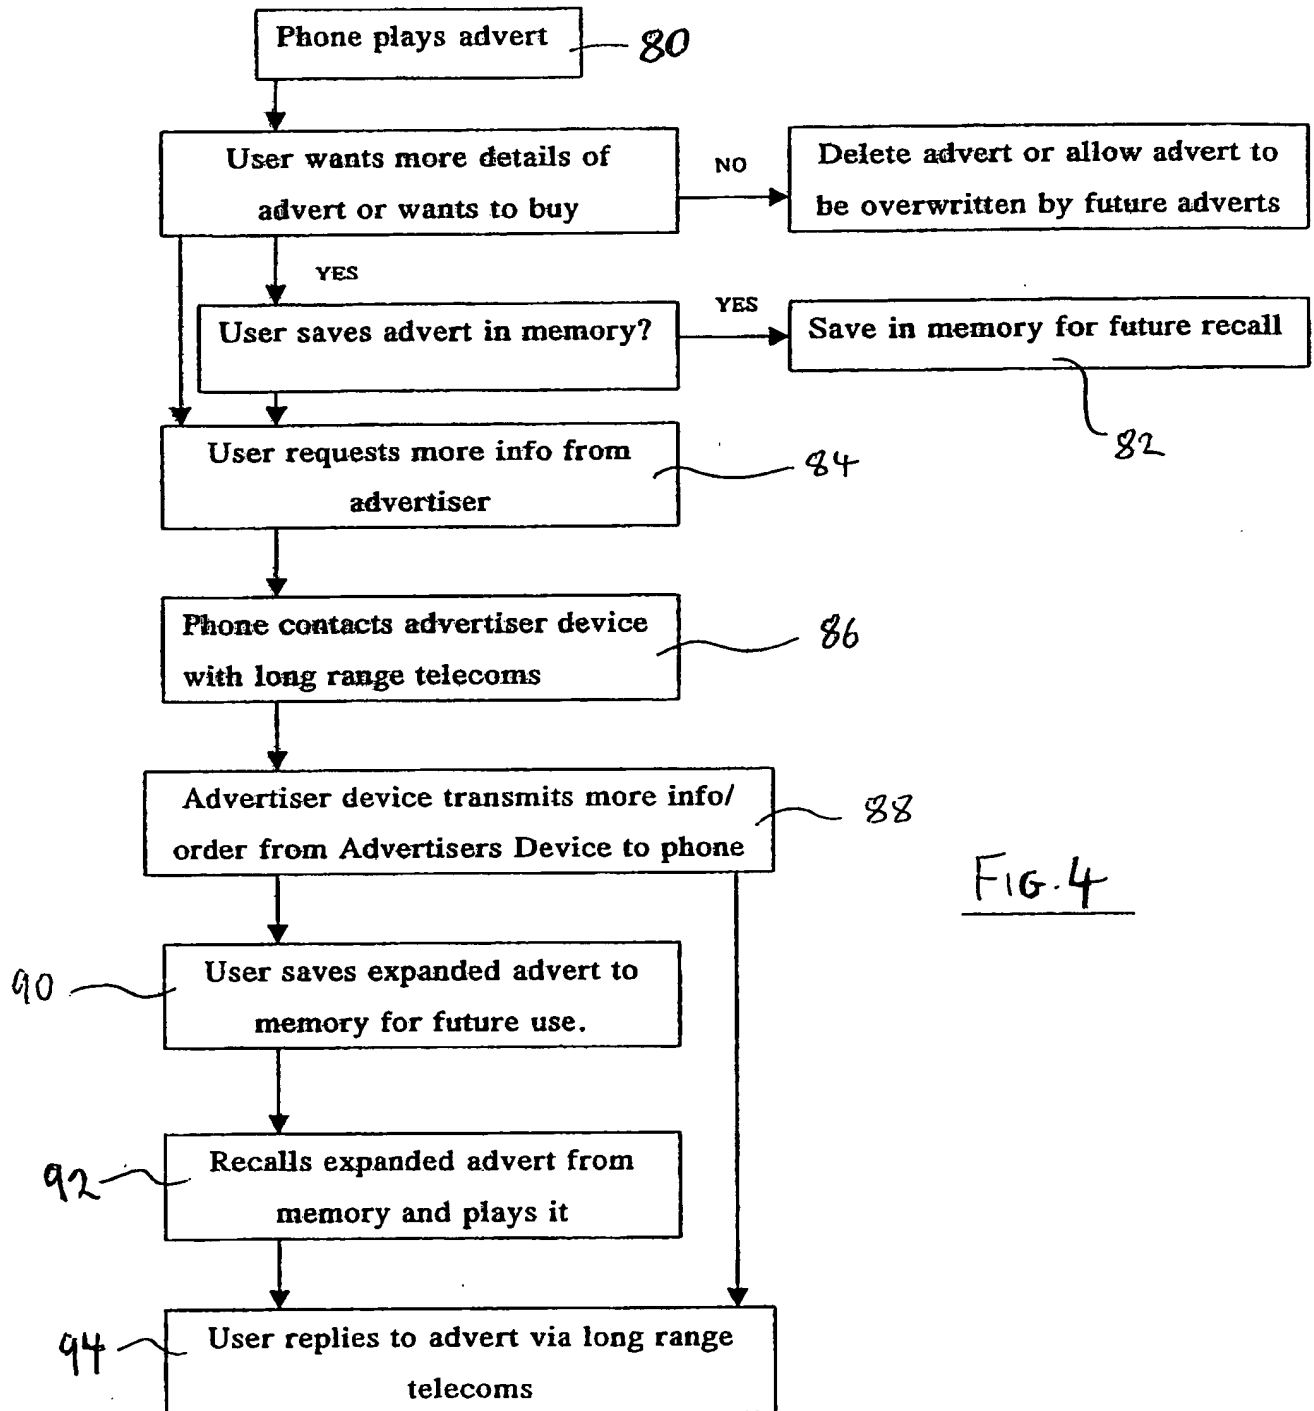 Phone plays advert
80
User wants more details of
advert or wants to buy
NO
Delete advert or allow advert to
be overwritten by future adverts
YES
User saves advert in memory?
YES
Save in memory for future recall
82
User requests more info from
advertiser
84
Phone contacts advertiser device
with long range telecoms
86
Advertiser device transmits more info/
order from Advertisers Device to phone
88
FIG. 4
90
User saves expanded advert to
memory for future use.
92
Recalls expanded advert from
memory and plays it
94
User replies to advert via long range
telecoms